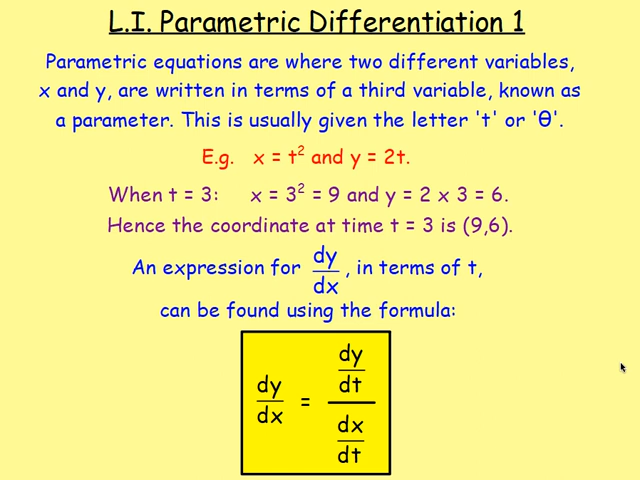 L.I. Parametric Differentiation 1
Parametric equations are where two different variables,
x and y, are written in terms of a third variable, known as
a parameter. This is usually given the letter 't' or 'θ'.
E.g. x = t² and y = 2t.
When t = 3: x = 3² = 9 and y = 2 x 3 = 6.
Hence the coordinate at time t = 3 is (9,6).
An expression for dy/dx , in terms of t,
can be found using the formula:
dy/dx = (dy/dt)/(dx/dt)